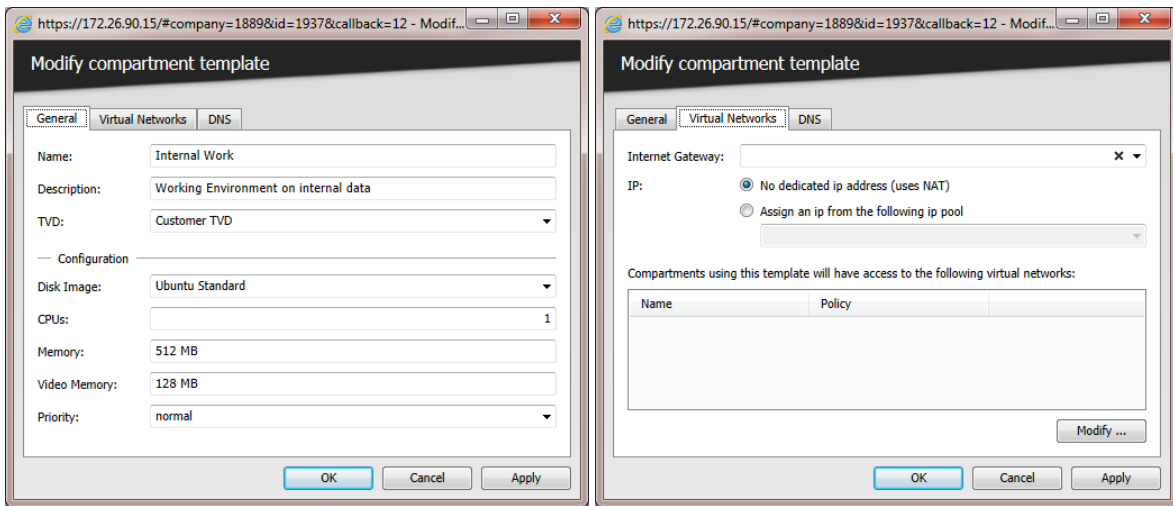 https://172.26.90.15/#company=1889&id=1937&callback=12 - Modif...
Modify compartment template
General Virtual Networks DNS
Name: Internal Work
Description: Working Environment on internal data
TVD: Customer TVD
Configuration
Disk Image: Ubuntu Standard
CPUs: 1
Memory: 512 MB
Video Memory: 128 MB
Priority: normal
OK Cancel Apply
https://172.26.90.15/#company=1889&id=1937&callback=12 - Modif...
Modify compartment template
General Virtual Networks DNS
Internet Gateway:
IP: No dedicated ip address (uses NAT)
Assign an ip from the following ip pool
Compartments using this template will have access to the following virtual networks:
Name Policy
Modify ...
OK Cancel Apply